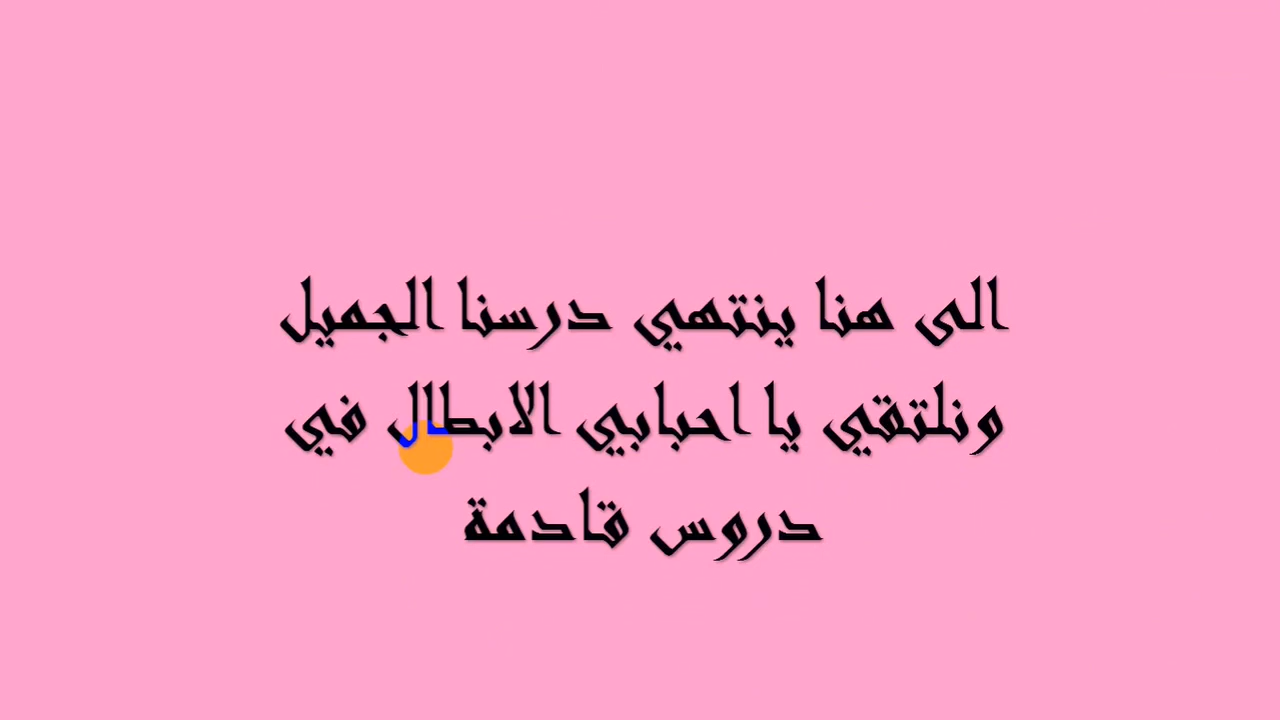 الى هنا ينتهي درسنا الجميل
ونلتقي يا احبابي الابطال في
دروس قادمة